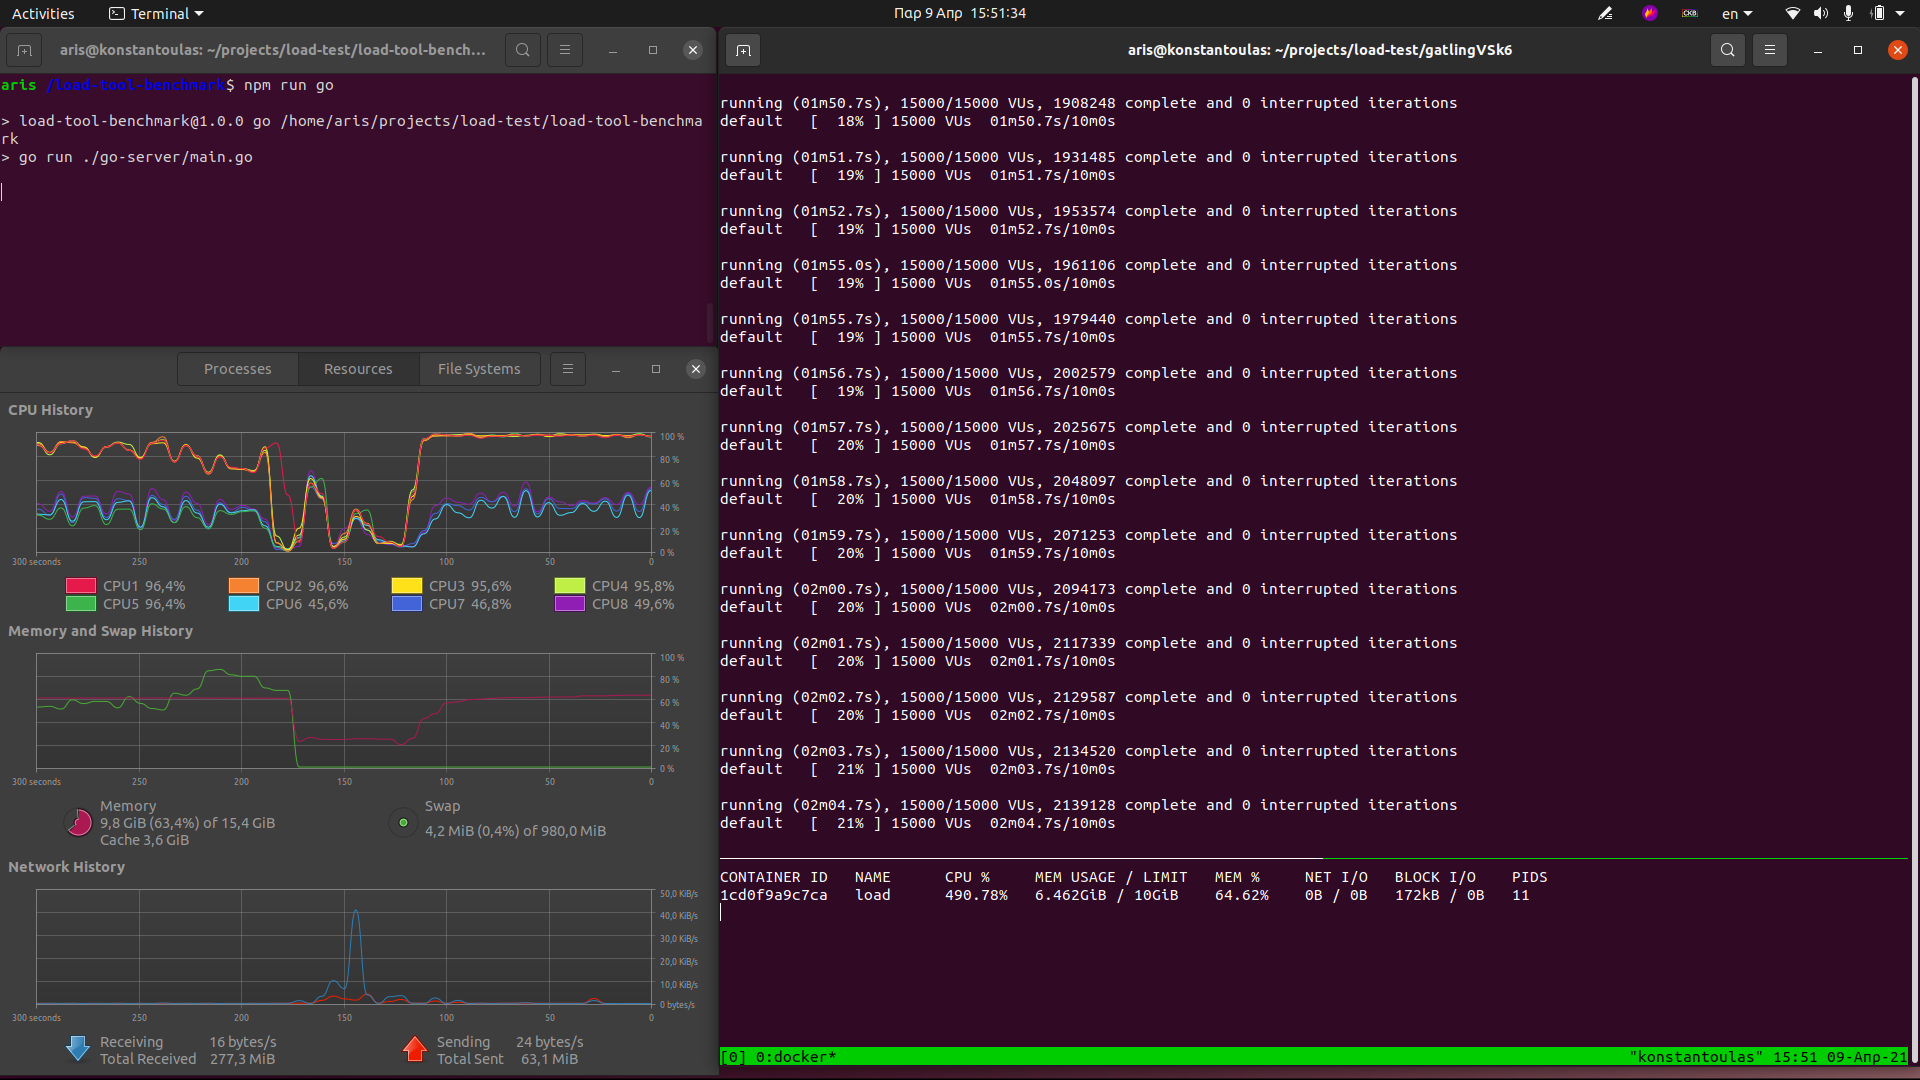 Activities Terminal Παρ 9 Απρ 15:51:34 en
aris@konstantoulas: ~/projects/load-test/load-tool-bench...
aris /load-tool-benchmark$ npm run go
> load-tool-benchmark@1.0.0 go /home/aris/projects/load-test/load-tool-benchma
rk
> go run ./go-server/main.go
Processes Resources File Systems
CPU History
100 %
80 %
60 %
40 %
20 %
0 %
300 seconds 250 200 150 100 50 0
CPU1 96,4% CPU2 96,6% CPU3 95,6% CPU4 95,8%
CPU5 96,4% CPU6 45,6% CPU7 46,8% CPU8 49,6%
Memory and Swap History
100 %
80 %
60 %
40 %
20 %
0 %
300 seconds 250 200 150 100 50 0
Memory
9,8 GiB (63,4%) of 15,4 GiB
Cache 3,6 GiB
Swap
4,2 MiB (0,4%) of 980,0 MiB
Network History
50,0 KiB/s
40,0 KiB/s
30,0 KiB/s
20,0 KiB/s
10,0 KiB/s
0 bytes/s
300 seconds 250 200 150 100 50 0
Receiving 16 bytes/s
Total Received 277,3 MiB
Sending 24 bytes/s
Total Sent 63,1 MiB
aris@konstantoulas: ~/projects/load-test/gatlingVSk6
running (01m50.7s), 15000/15000 VUs, 1908248 complete and 0 interrupted iterations
default [ 18% ] 15000 VUs 01m50.7s/10m0s
running (01m51.7s), 15000/15000 VUs, 1931485 complete and 0 interrupted iterations
default [ 19% ] 15000 VUs 01m51.7s/10m0s
running (01m52.7s), 15000/15000 VUs, 1953574 complete and 0 interrupted iterations
default [ 19% ] 15000 VUs 01m52.7s/10m0s
running (01m55.0s), 15000/15000 VUs, 1961106 complete and 0 interrupted iterations
default [ 19% ] 15000 VUs 01m55.0s/10m0s
running (01m55.7s), 15000/15000 VUs, 1979440 complete and 0 interrupted iterations
default [ 19% ] 15000 VUs 01m55.7s/10m0s
running (01m56.7s), 15000/15000 VUs, 2002579 complete and 0 interrupted iterations
default [ 19% ] 15000 VUs 01m56.7s/10m0s
running (01m57.7s), 15000/15000 VUs, 2025675 complete and 0 interrupted iterations
default [ 20% ] 15000 VUs 01m57.7s/10m0s
running (01m58.7s), 15000/15000 VUs, 2048097 complete and 0 interrupted iterations
default [ 20% ] 15000 VUs 01m58.7s/10m0s
running (01m59.7s), 15000/15000 VUs, 2071253 complete and 0 interrupted iterations
default [ 20% ] 15000 VUs 01m59.7s/10m0s
running (02m00.7s), 15000/15000 VUs, 2094173 complete and 0 interrupted iterations
default [ 20% ] 15000 VUs 02m00.7s/10m0s
running (02m01.7s), 15000/15000 VUs, 2117339 complete and 0 interrupted iterations
default [ 20% ] 15000 VUs 02m01.7s/10m0s
running (02m02.7s), 15000/15000 VUs, 2129587 complete and 0 interrupted iterations
default [ 20% ] 15000 VUs 02m02.7s/10m0s
running (02m03.7s), 15000/15000 VUs, 2134520 complete and 0 interrupted iterations
default [ 21% ] 15000 VUs 02m03.7s/10m0s
running (02m04.7s), 15000/15000 VUs, 2139128 complete and 0 interrupted iterations
default [ 21% ] 15000 VUs 02m04.7s/10m0s
CONTAINER ID NAME CPU % MEM USAGE / LIMIT MEM % NET I/O BLOCK I/O PIDS
1cd0f9a9c7ca load 490.78% 6.462GiB / 10GiB 64.62% 0B / 0B 172kB / 0B 11
[0] 0:docker* "konstantoulas" 15:51 09-Απρ-21